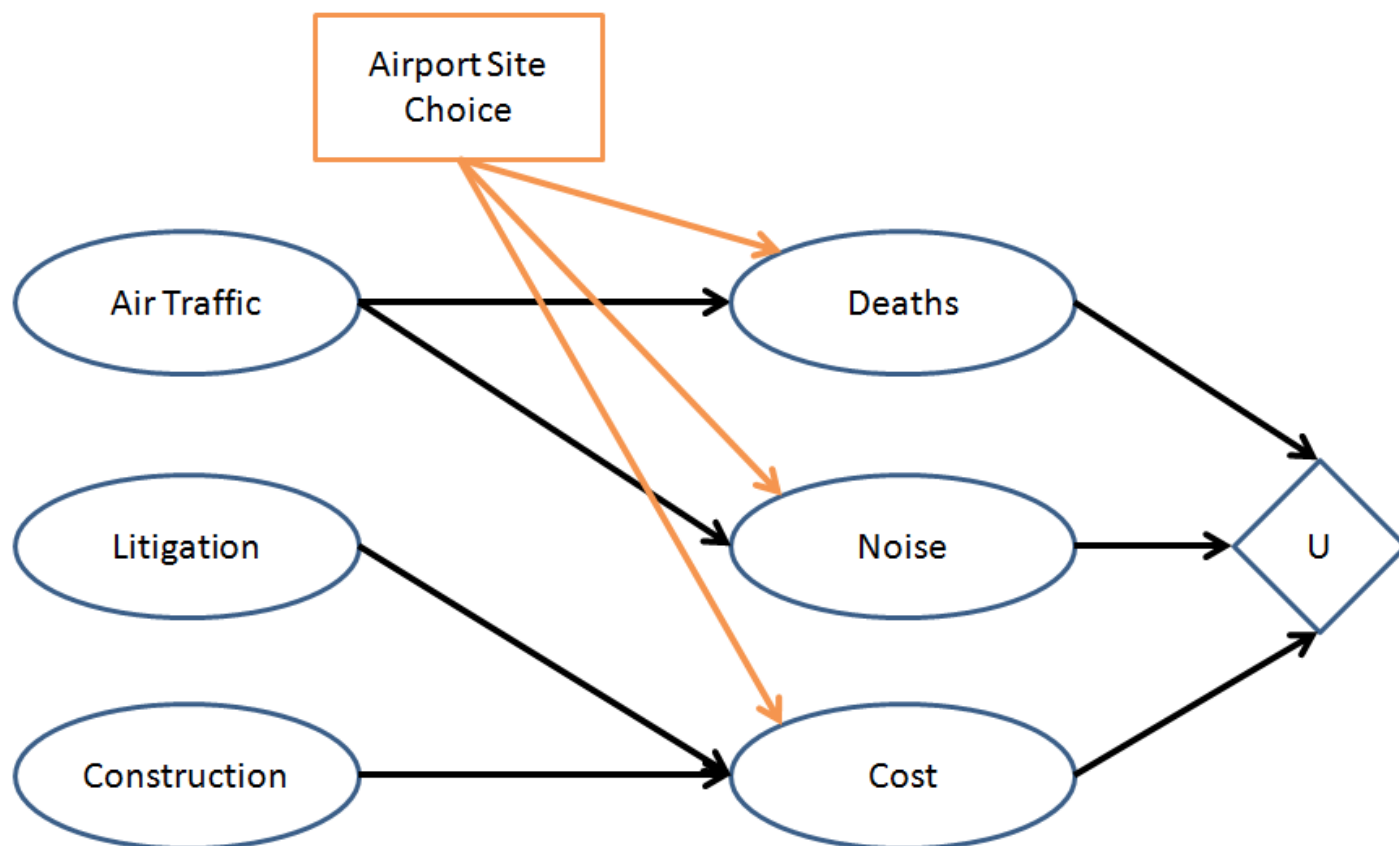 Airport Site
Choice
Air Traffic
Deaths
Litigation
Noise
U
Construction
Cost